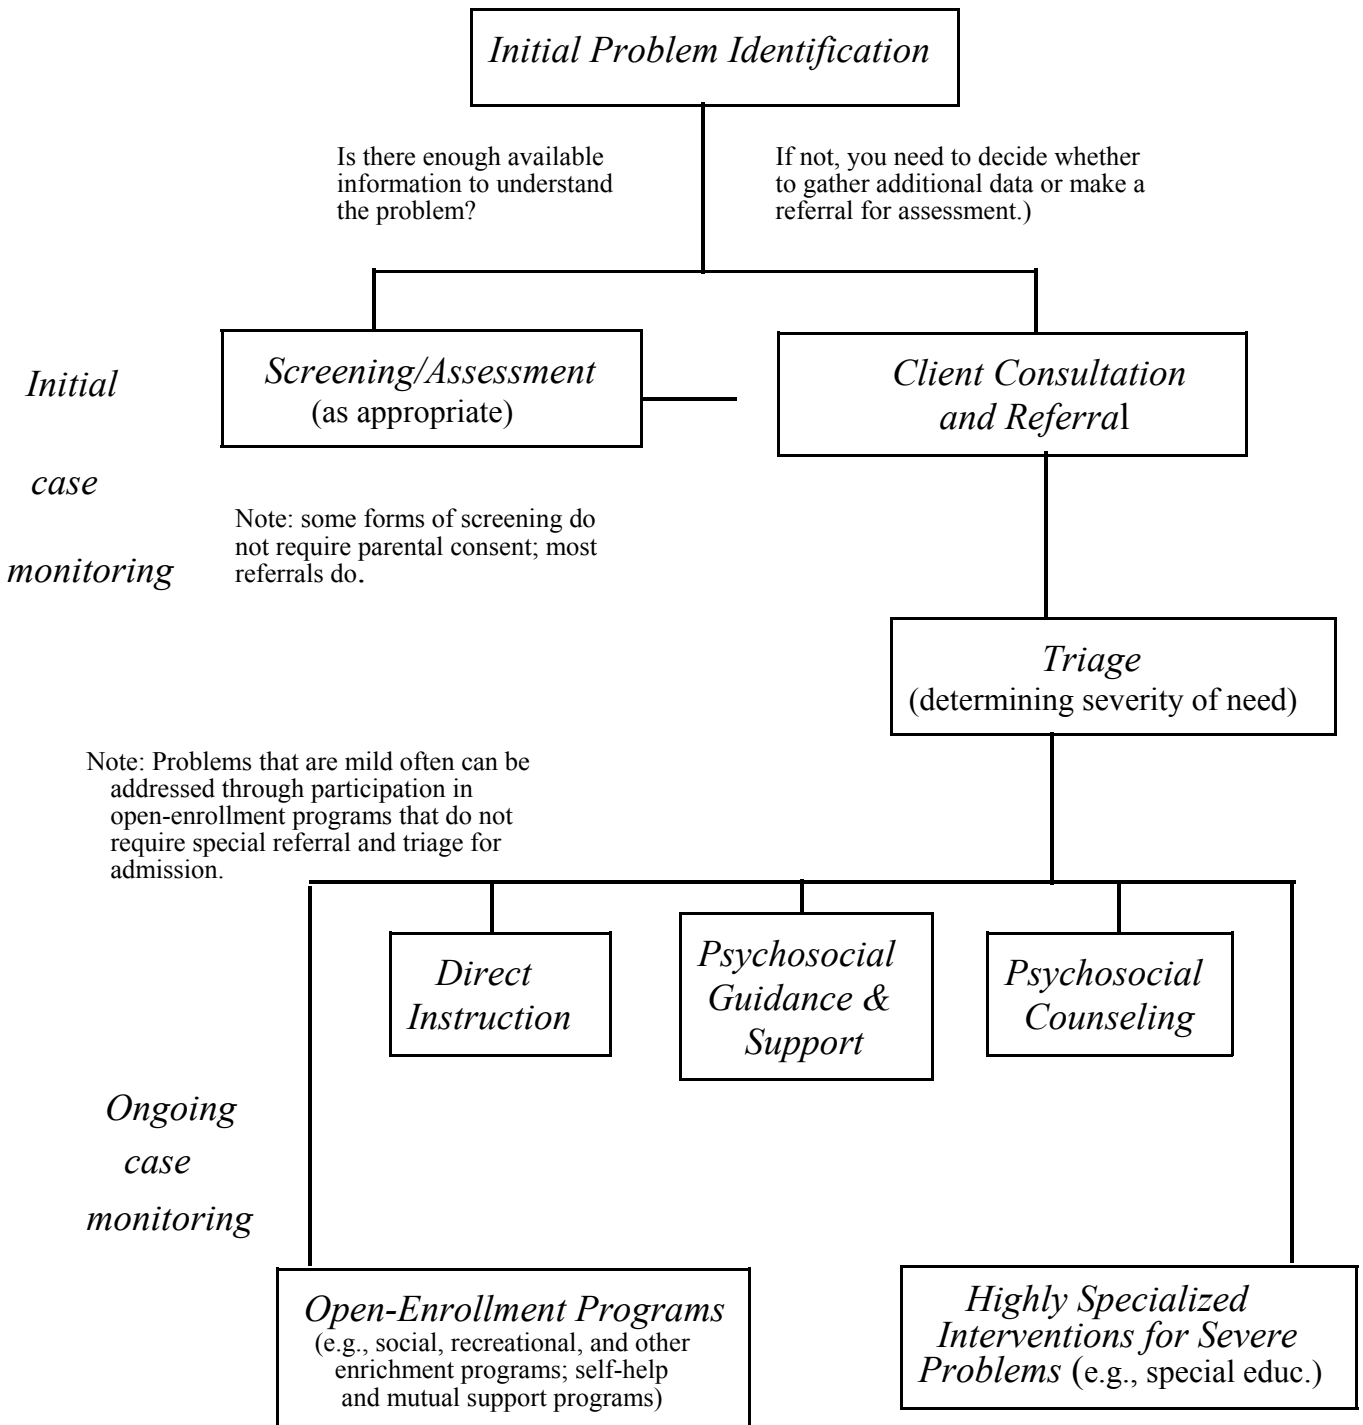 Initial Problem Identification
Is there enough available
information to understand
the problem?
If not, you need to decide whether
to gather additional data or make a
referral for assessment.)
Initial
case
monitoring
Screening/Assessment
(as appropriate)
Client Consultation
and Referral
Note: some forms of screening do
not require parental consent; most
referrals do.
Triage
(determining severity of need)
Note: Problems that are mild often can be
addressed through participation in
open-enrollment programs that do not
require special referral and triage for
admission.
Direct
Instruction
Psychosocial
Guidance &
Support
Psychosocial
Counseling
Ongoing
case
monitoring
Open-Enrollment Programs
(e.g., social, recreational, and other
enrichment programs; self-help
and mutual support programs)
Highly Specialized
Interventions for Severe
Problems (e.g., special educ.)